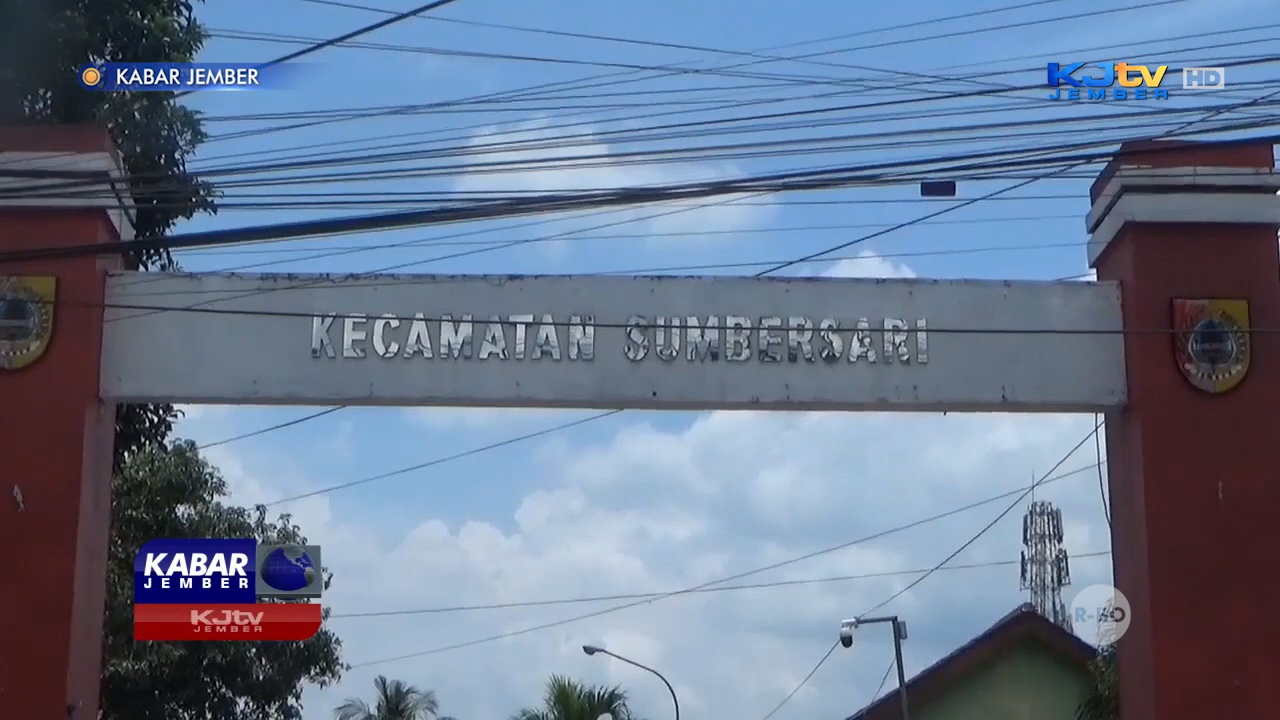 KABAR JEMBER
KJtv HD
JEMBER
KECAMATAN SUMBERSARI
KABAR
JEMBER
KJtv
JEMBER